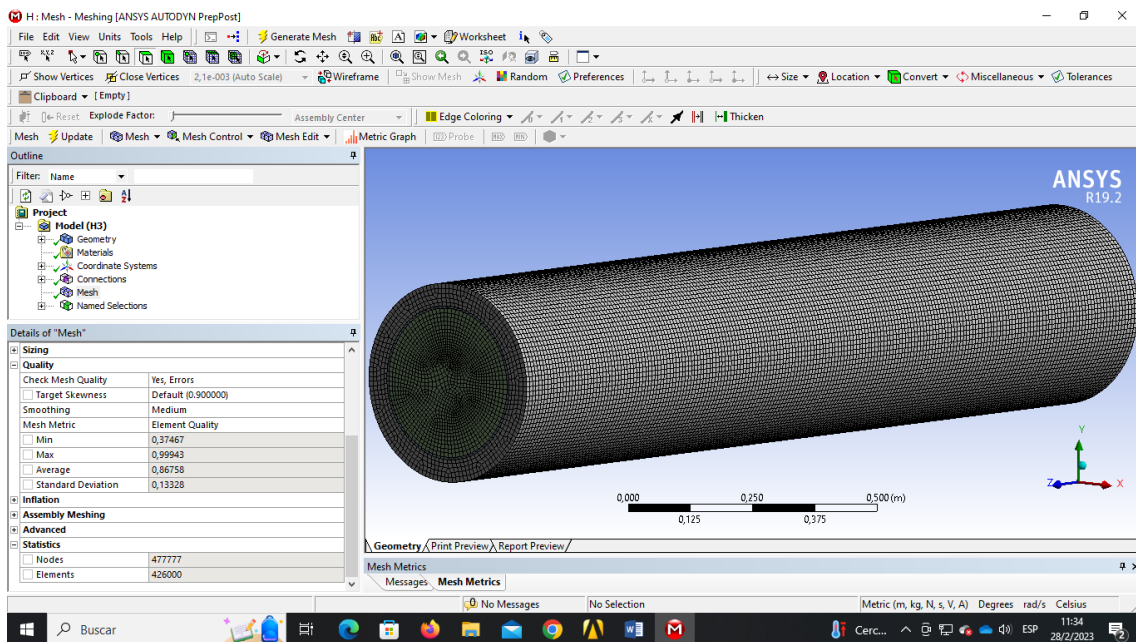 H : Mesh - Meshing [ANSYS AUTODYN PrepPost]
File Edit View Units Tools Help Generate Mesh Worksheet
Show Vertices Close Vertices 2,1e-003 (Auto Scale) Wireframe Show Mesh Random Preferences Size Location Convert Miscellaneous Tolerances
Clipboard [Empty]
Reset Explode Factor: Assembly Center Edge Coloring Thicken
Mesh Update Mesh Mesh Control Mesh Edit Metric Graph Probe
Outline
Filter: Name
Project
Model (H3)
Geometry
Materials
Coordinate Systems
Connections
Mesh
Named Selections
Details of "Mesh"
Sizing
Quality
Check Mesh Quality Yes, Errors
Target Skewness Default (0.900000)
Smoothing Medium
Mesh Metric Element Quality
Min 0,37467
Max 0,99943
Average 0,86758
Standard Deviation 0,13328
Inflation
Assembly Meshing
Advanced
Statistics
Nodes 477777
Elements 426000
ANSYS
R19.2
Y
Z X
0,000 0,250 0,500 (m)
0,125 0,375
Geometry Print Preview Report Preview
Mesh Metrics
Messages Mesh Metrics
No Messages No Selection Metric (m, kg, N, s, V, A) Degrees rad/s Celsius
Buscar Cerc... ESP 11:34
28/2/2023